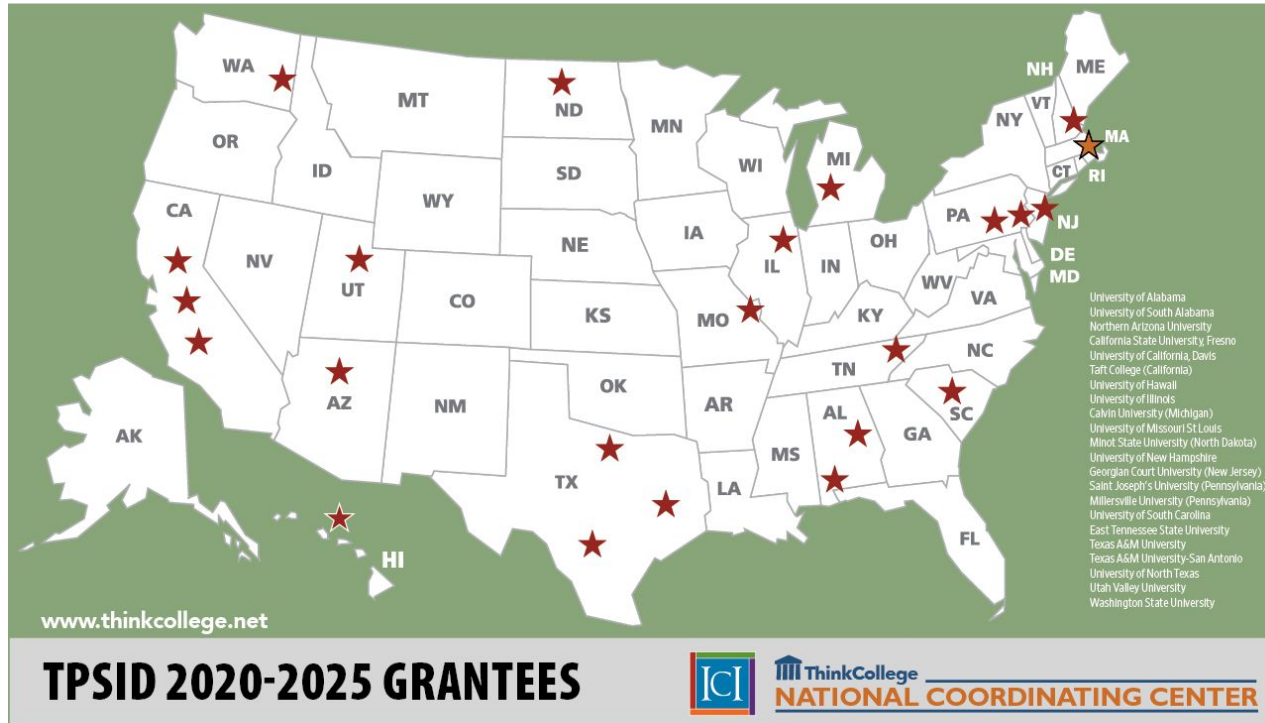 WA
MT
ND
MN
OR
ID
SD
WI
MI
WY
NE
IA
CA
NV
UT
CO
KS
MO
IL
IN
OH
KY
WV
VA
NC
TN
SC
AZ
NM
OK
AR
TX
LA
MS
AL
GA
FL
AK
HI
NH
VT
ME
NY
MA
CT
RI
PA
NJ
DE
MD
University of Alabama
University of South Alabama
Northern Arizona University
California State University, Fresno
University of California, Davis
Taft College (California)
University of Hawaii
University of Illinois
Calvin University (Michigan)
University of Missouri St Louis
Minot State University (North Dakota)
University of New Hampshire
Georgian Court University (New Jersey)
Saint Joseph's University (Pennsylvania)
Millersville University (Pennsylvania)
University of South Carolina
East Tennessee State University
Texas A&M University
Texas A&M University-San Antonio
University of North Texas
Utah Valley University
Washington State University
www.thinkcollege.net
TPSID 2020-2025 GRANTEES
ICI
ThinkCollege
NATIONAL COORDINATING CENTER